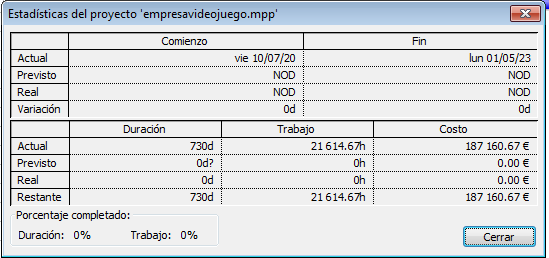 Estadísticas del proyecto 'empresavideojuego.mpp'
Comienzo Fin
Actual vie 10/07/20 lun 01/05/23
Previsto NOD NOD
Real NOD NOD
Variación 0d 0d
Duración Trabajo Costo
Actual 730d 21 614.67h 187 160.67 €
Previsto 0d? 0h 0.00 €
Real 0d 0h 0.00 €
Restante 730d 21 614.67h 187 160.67 €
Porcentaje completado:
Duración: 0% Trabajo: 0% Cerrar